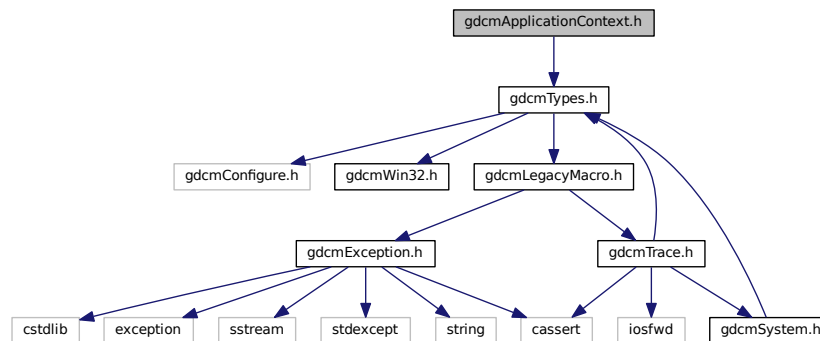 gdcmApplicationContext.h
gdcmTypes.h
gdcmConfigure.h
gdcmWin32.h
gdcmLegacyMacro.h
gdcmException.h
gdcmTrace.h
cstdlib
exception
sstream
stdexcept
string
cassert
iosfwd
gdcmSystem.h